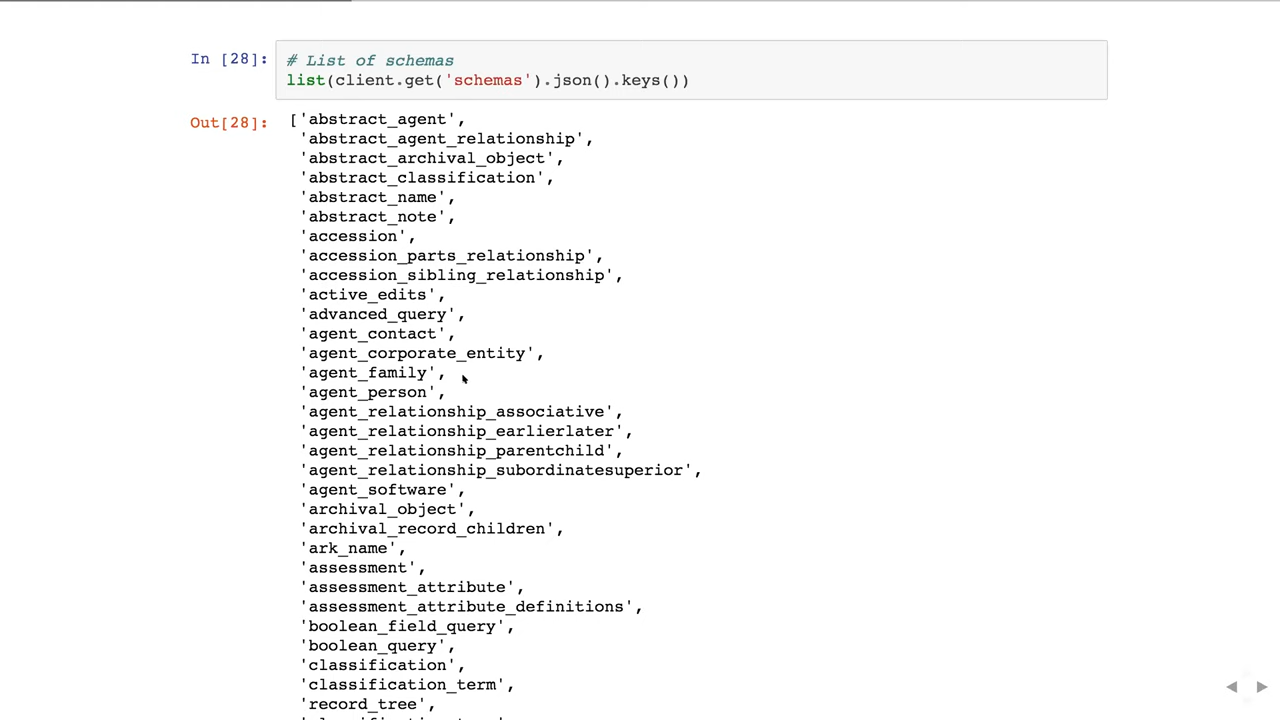 In [28]:
# List of schemas
list(client.get('schemas').json().keys())
Out[28]:
['abstract_agent',
'abstract_agent_relationship',
'abstract_archival_object',
'abstract_classification',
'abstract_name',
'abstract_note',
'accession',
'accession_parts_relationship',
'accession_sibling_relationship',
'active_edits',
'advanced_query',
'agent_contact',
'agent_corporate_entity',
'agent_family',
'agent_person',
'agent_relationship_associative',
'agent_relationship_earlierlater',
'agent_relationship_parentchild',
'agent_relationship_subordinatesuperior',
'agent_software',
'archival_object',
'archival_record_children',
'ark_name',
'assessment',
'assessment_attribute',
'assessment_attribute_definitions',
'boolean_field_query',
'boolean_query',
'classification',
'classification_term',
'record_tree',